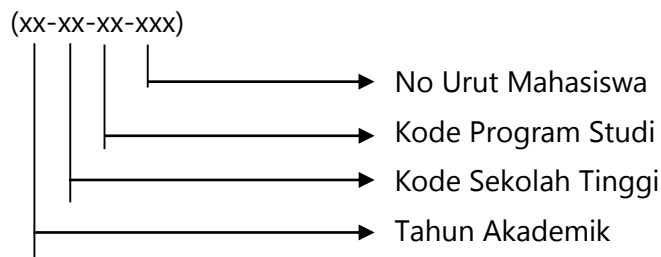 (xx-xx-xx-xxx)
No Urut Mahasiswa
Kode Program Studi
Kode Sekolah Tinggi
Tahun Akademik